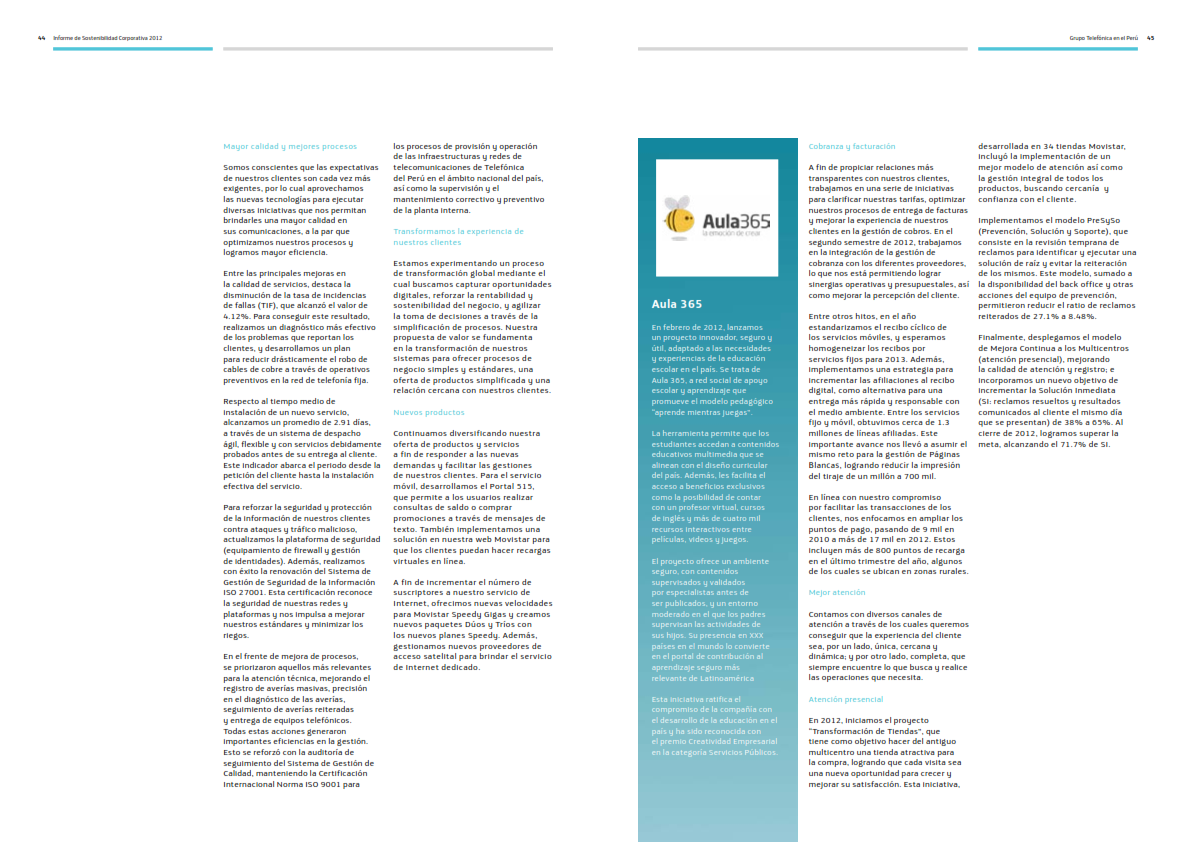 44 Informe de Sostenibilidad Corporativa 2012
Mayor calidad y mejores procesos
Somos conscientes que las expectativas
de nuestros clientes son cada vez más
exigentes, por lo cual aprovechamos
las nuevas tecnologías para ejecutar
diversas iniciativas que nos permitan
brindarles una mayor calidad en
sus comunicaciones, a la par que
optimizamos nuestros procesos y
logramos mayor eficiencia.
Entre las principales mejoras en
la calidad de servicios, destaca la
disminución de la tasa de incidencias
de fallas (TIF), que alcanzó el valor de
4.12%. Para conseguir este resultado,
realizamos un diagnóstico más efectivo
de los problemas que reportan los
clientes, y desarrollamos un plan
para reducir drásticamente el robo de
cables de cobre a través de operativos
preventivos en la red de telefonía fija.
Respecto al tiempo medio de
instalación de un nuevo servicio,
alcanzamos un promedio de 2.91 días,
a través de un sistema de despacho
ágil, flexible y con servicios debidamente
probados antes de su entrega al cliente.
Este indicador abarca el periodo desde la
petición del cliente hasta la instalación
efectiva del servicio.
Para reforzar la seguridad y protección
de la información de nuestros clientes
contra ataques y tráfico malicioso,
actualizamos la plataforma de seguridad
(equipamiento de firewall y gestión
de identidades). Además, realizamos
con éxito la renovación del Sistema de
Gestión de Seguridad de la Información
ISO 27001. Esta certificación reconoce
la seguridad de nuestras redes y
plataformas y nos impulsa a mejorar
nuestros estándares y minimizar los
riegos.
En el frente de mejora de procesos,
se priorizaron aquellos más relevantes
para la atención técnica, mejorando el
registro de averías masivas, precisión
en el diagnóstico de las averías,
seguimiento de averías reiteradas
y entrega de equipos telefónicos.
Todas estas acciones generaron
importantes eficiencias en la gestión.
Esto se reforzó con la auditoría de
seguimiento del Sistema de Gestión de
Calidad, manteniendo la Certificación
Internacional Norma ISO 9001 para
los procesos de provisión y operación
de las infraestructuras y redes de
telecomunicaciones de Telefónica
del Perú en el ámbito nacional del país,
así como la supervisión y el
mantenimiento correctivo y preventivo
de la planta interna.
Transformamos la experiencia de
nuestros clientes
Estamos experimentando un proceso
de transformación global mediante el
cual buscamos capturar oportunidades
digitales, reforzar la rentabilidad y
sostenibilidad del negocio, y agilizar
la toma de decisiones a través de la
simplificación de procesos. Nuestra
propuesta de valor se fundamenta
en la transformación de nuestros
sistemas para ofrecer procesos de
negocio simples y estándares, una
oferta de productos simplificada y una
relación cercana con nuestros clientes.
Nuevos productos
Continuamos diversificando nuestra
oferta de productos y servicios
a fin de responder a las nuevas
demandas y facilitar las gestiones
de nuestros clientes. Para el servicio
móvil, desarrollamos el Portal 515,
que permite a los usuarios realizar
consultas de saldo o comprar
promociones a través de mensajes de
texto. También implementamos una
solución en nuestra web Movistar para
que los clientes puedan hacer recargas
virtuales en línea.
A fin de incrementar el número de
suscriptores a nuestro servicio de
Internet, ofrecimos nuevas velocidades
para Movistar Speedy Gigas y creamos
nuevos paquetes Dúos y Tríos con
los nuevos planes Speedy. Además,
gestionamos nuevos proveedores de
acceso satelital para brindar el servicio
de Internet dedicado.
Grupo Telefónica en el Perú 45
Aula365
la emoción de crear
Aula 365
En febrero de 2012, lanzamos
un proyecto innovador, seguro y
útil, adaptado a las necesidades
y experiencias de la educación
escolar en el país. Se trata de
Aula 365, a red social de apoyo
escolar y aprendizaje que
promueve el modelo pedagógico
"aprende mientras juegas".
La herramienta permite que los
estudiantes accedan a contenidos
educativos multimedia que se
alinean con el diseño curricular
del país. Además, les facilita el
acceso a beneficios exclusivos
como la posibilidad de contar
con un profesor virtual, cursos
de inglés y más de cuatro mil
recursos interactivos entre
películas, videos y juegos.
El proyecto ofrece un ambiente
seguro, con contenidos
supervisados y validados
por especialistas antes de
ser publicados, y un entorno
moderado en el que los padres
supervisan las actividades de
sus hijos. Su presencia en XXX
países en el mundo lo convierte
en el portal de contribución al
aprendizaje seguro más
relevante de Latinoamérica
Esta iniciativa ratifica el
compromiso de la compañía con
el desarrollo de la educación en el
país y ha sido reconocida con
el premio Creatividad Empresarial
en la categoría Servicios Públicos.
Cobranza y facturación
A fin de propiciar relaciones más
transparentes con nuestros clientes,
trabajamos en una serie de iniciativas
para clarificar nuestras tarifas, optimizar
nuestros procesos de entrega de facturas
y mejorar la experiencia de nuestros
clientes en la gestión de cobros. En el
segundo semestre de 2012, trabajamos
en la integración de la gestión de
cobranza con los diferentes proveedores,
lo que nos está permitiendo lograr
sinergias operativas y presupuestales, así
como mejorar la percepción del cliente.
Entre otros hitos, en el año
estandarizamos el recibo cíclico de
los servicios móviles, y esperamos
homogeneizar los recibos por
servicios fijos para 2013. Además,
implementamos una estrategia para
incrementar las afiliaciones al recibo
digital, como alternativa para una
entrega más rápida y responsable con
el medio ambiente. Entre los servicios
fijo y móvil, obtuvimos cerca de 1.3
millones de líneas afiliadas. Este
importante avance nos llevó a asumir el
mismo reto para la gestión de Páginas
Blancas, logrando reducir la impresión
del tiraje de un millón a 700 mil.
En línea con nuestro compromiso
por facilitar las transacciones de los
clientes, nos enfocamos en ampliar los
puntos de pago, pasando de 9 mil en
2010 a más de 17 mil en 2012. Estos
incluyen más de 800 puntos de recarga
en el último trimestre del año, algunos
de los cuales se ubican en zonas rurales.
Mejor atención
Contamos con diversos canales de
atención a través de los cuales queremos
conseguir que la experiencia del cliente
sea, por un lado, única, cercana y
dinámica; y por otro lado, completa, que
siempre encuentre lo que busca y realice
las operaciones que necesita.
Atención presencial
En 2012, iniciamos el proyecto
"Transformación de Tiendas", que
tiene como objetivo hacer del antiguo
multicentro una tienda atractiva para
la compra, logrando que cada visita sea
una nueva oportunidad para crecer y
mejorar su satisfacción. Esta iniciativa,
desarrollada en 34 tiendas Movistar,
incluyó la implementación de un
mejor modelo de atención así como
la gestión integral de todos los
productos, buscando cercanía y
confianza con el cliente.
Implementamos el modelo PreSySo
(Prevención, Solución y Soporte), que
consiste en la revisión temprana de
reclamos para identificar y ejecutar una
solución de raíz y evitar la reiteración
de los mismos. Este modelo, sumado a
la disponibilidad del back office y otras
acciones del equipo de prevención,
permitieron reducir el ratio de reclamos
reiterados de 27.1% a 8.48%.
Finalmente, desplegamos el modelo
de Mejora Continua a los Multicentros
(atención presencial), mejorando
la calidad de atención y registro; e
incorporamos un nuevo objetivo de
incrementar la Solución Inmediata
(SI: reclamos resueltos y resultados
comunicados al cliente el mismo día
que se presentan) de 38% a 65%. Al
cierre de 2012, logramos superar la
meta, alcanzando el 71.7% de SI.